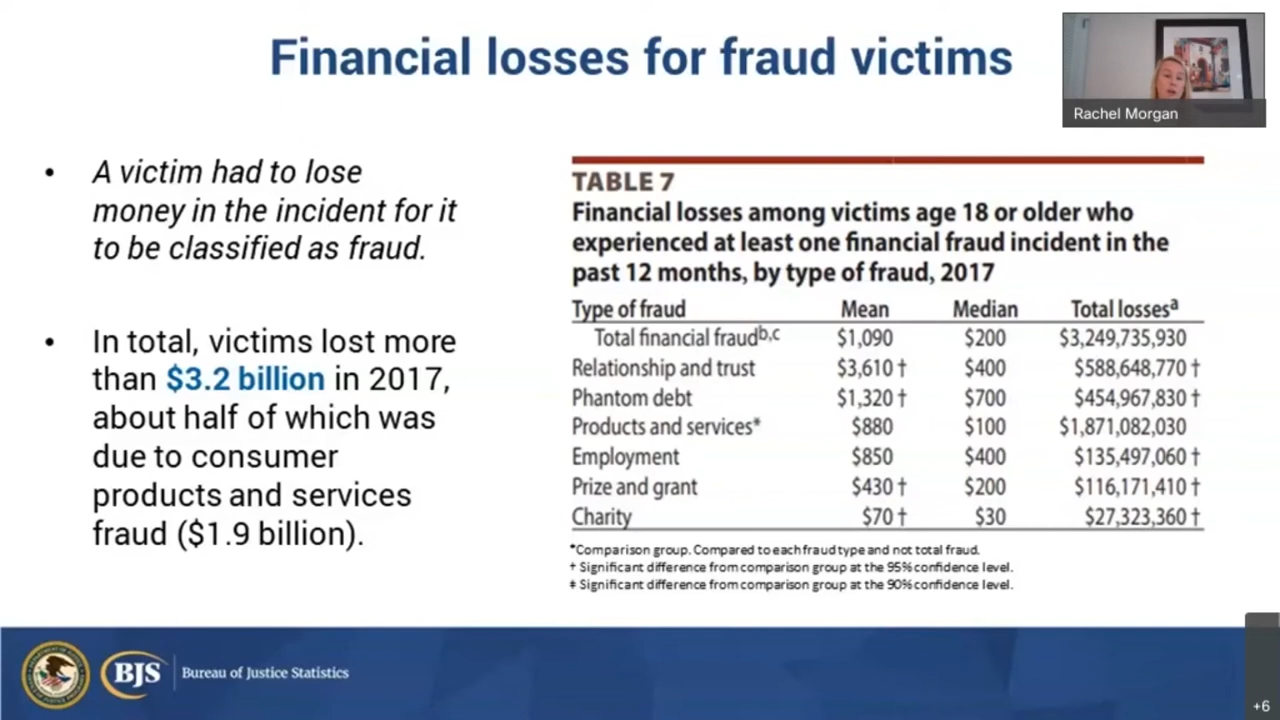 Financial losses for fraud victims
Rachel Morgan
• A victim had to lose
money in the incident for it
to be classified as fraud.
• In total, victims lost more
than $3.2 billion in 2017,
about half of which was
due to consumer
products and services
fraud ($1.9 billion).
TABLE 7
Financial losses among victims age 18 or older who
experienced at least one financial fraud incident in the
past 12 months, by type of fraud, 2017
Type of fraud Mean Median Total lossesᵃ
Total financial fraudᵇ,ᶜ $1,090 $200 $3,249,735,930
Relationship and trust $3,610 † $400 $588,648,770 †
Phantom debt $1,320 † $700 $454,967,830 †
Products and services* $880 $100 $1,871,082,030
Employment $850 $400 $135,497,060 †
Prize and grant $430 † $200 $116,171,410 †
Charity $70 † $30 $27,323,360 †
*Comparison group. Compared to each fraud type and not total fraud.
† Significant difference from comparison group at the 95% confidence level.
‡ Significant difference from comparison group at the 90% confidence level.
BJS Bureau of Justice Statistics
+6